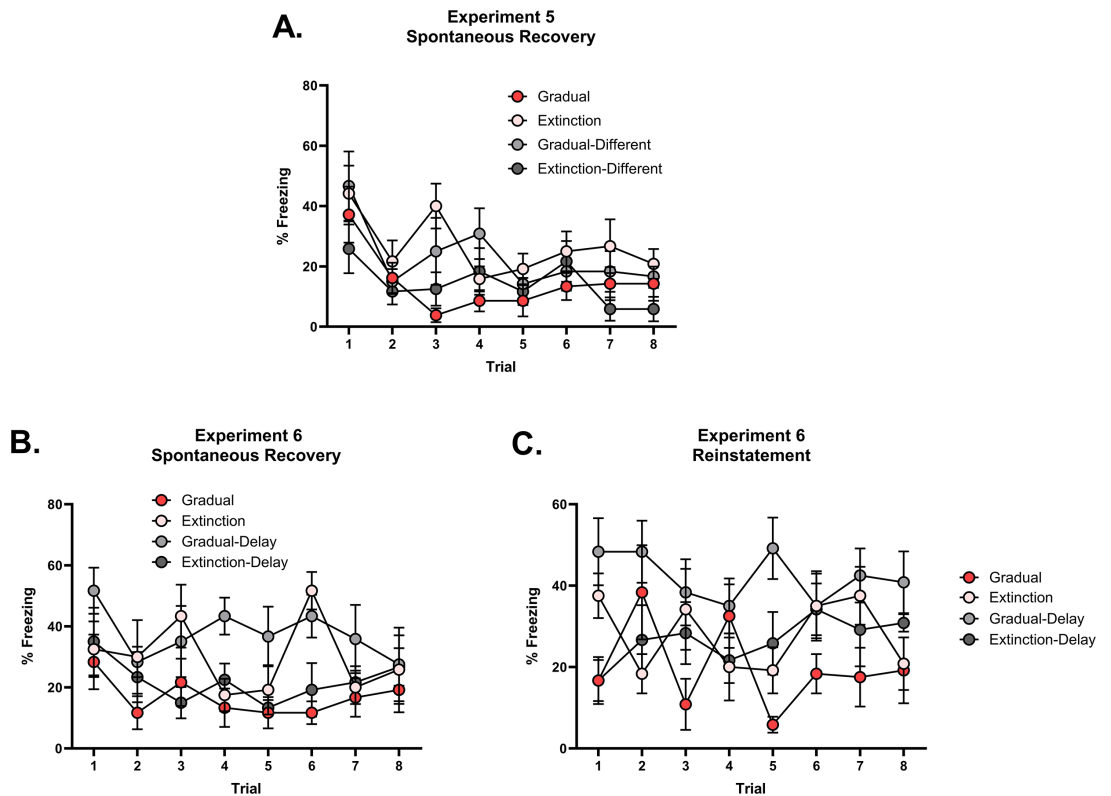 A.
Experiment 5
Spontaneous Recovery
80
60
40
20
0
% Freezing
Gradual
Extinction
Gradual-Different
Extinction-Different
1 2 3 4 5 6 7 8
Trial
B.
Experiment 6
Spontaneous Recovery
80
60
40
20
0
% Freezing
Gradual
Extinction
Gradual-Delay
Extinction-Delay
1 2 3 4 5 6 7 8
Trial
C.
Experiment 6
Reinstatement
60
40
20
0
% Freezing
1 2 3 4 5 6 7 8
Trial
Gradual
Extinction
Gradual-Delay
Extinction-Delay